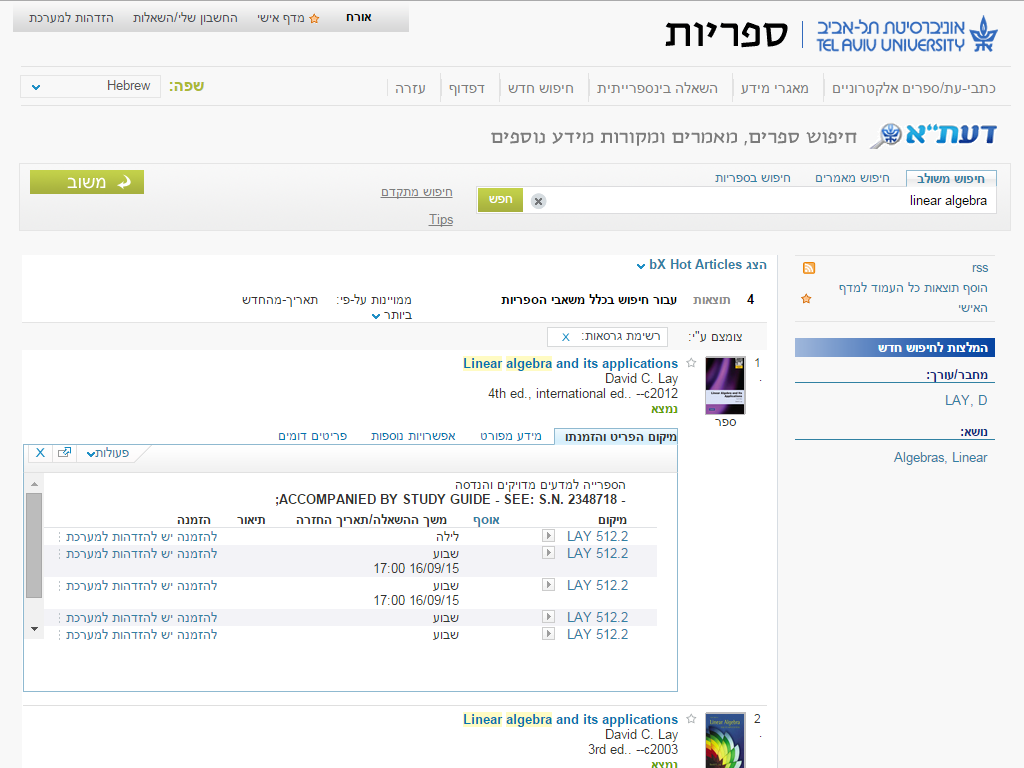 אורח
מדף אישי
החשבון שלי/השאלות
הזדהות למערכת
אוניברסיטת תל-אביב
TEL AVIV UNIVERSITY
ספריות
כתבי-עת/ספרים אלקטרוניים
מאגרי מידע
השאלה בינספרייתית
חיפוש חדש
דפדוף
עזרה
שפה:
Hebrew
דעת"א
חיפוש ספרים, מאמרים ומקורות מידע נוספים
חיפוש משולב
חיפוש מאמרים
חיפוש בספריות
linear algebra
חפש
חיפוש מתקדם
Tips
משוב
rss
הוסף תוצאות כל העמוד למדף
האישי
המלצות לחיפוש חדש
מחבר/עורך:
LAY, D
נושא:
Algebras, Linear
הצג bX Hot Articles
4 תוצאות עבור חיפוש בכלל משאבי הספריות
ממויינות על-פי: תאריך-מהחדש
ביותר
צומצם ע"י:
רשימת גרסאות: X
1
Linear algebra and its applications
David C. Lay
4th ed., international ed.. --c2012
נמצא
ספר
מיקום הפריט והזמנתו
מידע מפורט
אפשרויות נוספות
פריטים דומים
פעולות
X
הספרייה למדעים מדויקים והנדסה
- ACCOMPANIED BY STUDY GUIDE - SEE: S.N. 2348718;
מיקום אוסף משך ההשאלה/תאריך החזרה תיאור הזמנה
LAY 512.2 לילה להזמנה יש להזדהות למערכת
LAY 512.2 שבוע להזמנה יש להזדהות למערכת
17:00 16/09/15
LAY 512.2 שבוע להזמנה יש להזדהות למערכת
17:00 16/09/15
LAY 512.2 שבוע להזמנה יש להזדהות למערכת
LAY 512.2 שבוע להזמנה יש להזדהות למערכת
2
Linear algebra and its applications
David C. Lay
3rd ed.. --c2003
נמצא